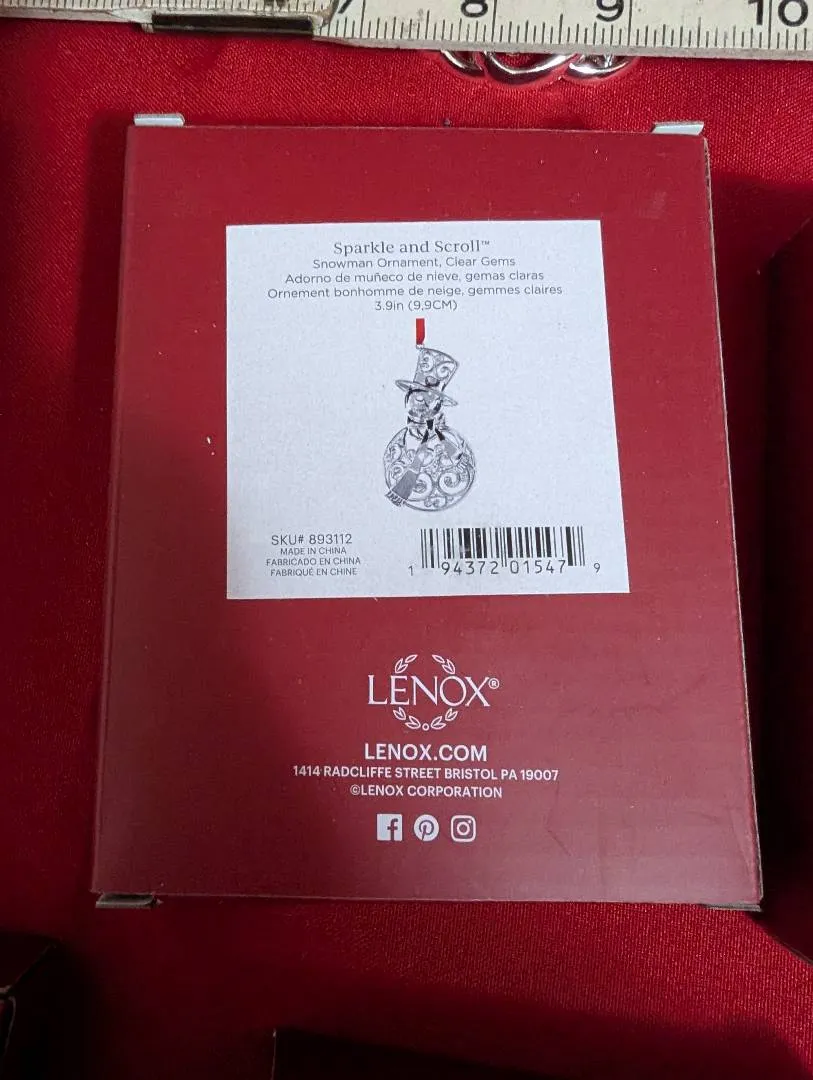 7 8 9 10
Sparkle and Scroll™
Snowman Ornament, Clear Gems
Adorno de muñeco de nieve, gemas claras
Ornement bonhomme de neige, gemmes claires
3.9in (9,9CM)
SKU# 893112
MADE IN CHINA
FABRICADO EN CHINA
FABRIQUÉ EN CHINE
1 94372 01547 9
LENOX®
LENOX.COM
1414 RADCLIFFE STREET BRISTOL PA 19007
©LENOX CORPORATION